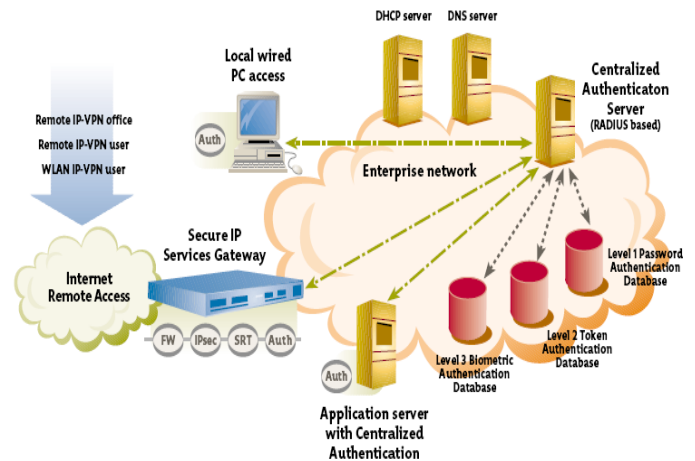 DHCP server
DNS server
Local wired
PC access
Centralized
Authenticaton
Server
(RADIUS based)
Remote IP-VPN office
Remote IP-VPN user
WLAN IP-VPN user
Auth
Enterprise network
Secure IP
Services Gateway
Internet
Remote Access
Level 1 Password
Authentication
Database
FW
IPsec
SRT
Auth
Level 2 Token
Authentication
Database
Level 3 Biometric
Authentication
Database
Auth
Application server
with Centralized
Authentication